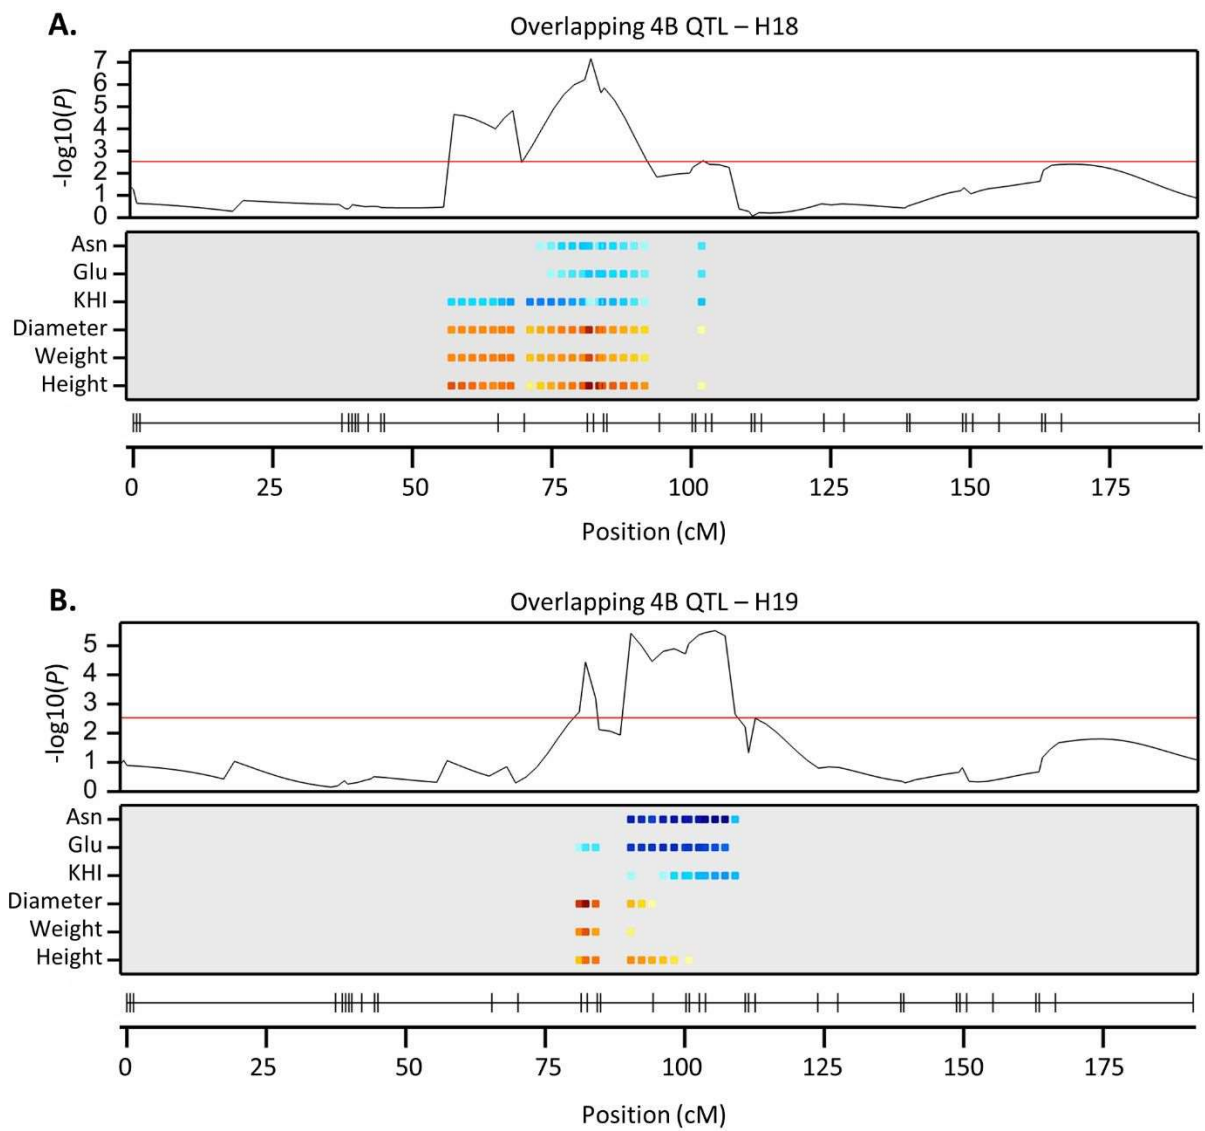 A.
Overlapping 4B QTL – H18
-log10(P)
7
6
5
4
3
2
1
0
Asn
Glu
KHI
Diameter
Weight
Height
0 25 50 75 100 125 150 175
Position (cM)
B.
Overlapping 4B QTL – H19
-log10(P)
5
4
3
2
1
0
Asn
Glu
KHI
Diameter
Weight
Height
0 25 50 75 100 125 150 175
Position (cM)